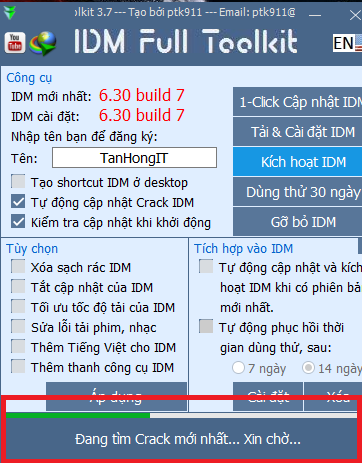 olkit 3.7 --- Tạo bởi ptk911 --- Email: ptk911@
You Tube
IDM Full Toolkit
EN
Công cụ
IDM mới nhất: 6.30 build 7
IDM cài đặt: 6.30 build 7
Nhập tên bạn để đăng ký:
Tên: TanHongIT
Tạo shortcut IDM ở desktop
Tự động cập nhật Crack IDM
Kiểm tra cập nhật khi khởi động
1-Click Cập nhật IDM
Tải & Cài đặt IDM
Kích hoạt IDM
Dùng thử 30 ngày
Gỡ bỏ IDM
Tùy chọn
Xóa sạch rác IDM
Tắt cập nhật của IDM
Tối ưu tốc độ tải của IDM
Sửa lỗi tải phim, nhạc
Thêm Tiếng Việt cho IDM
Thêm thanh công cụ IDM
Áp dụng
Tích hợp vào IDM
Tự động cập nhật và kích
hoạt IDM khi có phiên bản
mới nhất.
Tự động phục hồi thời
gian dùng thử, sau:
7 ngày 14 ngày
Cài đặt Xóa
Đang tìm Crack mới nhất... Xin chờ...